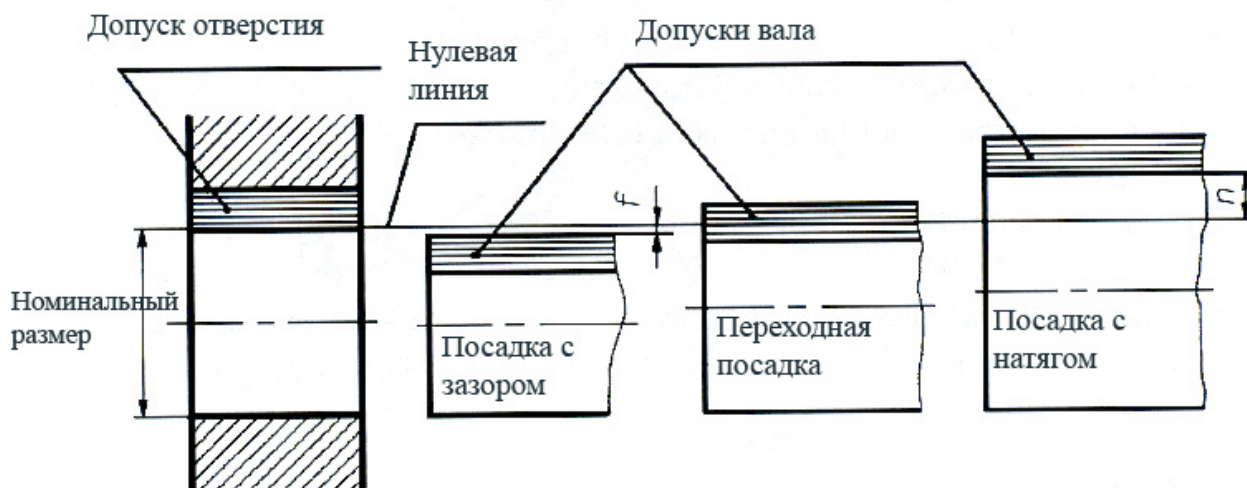 Допуск отверстия
Нулевая
линия
Допуски вала
f
n
Номинальный
размер
Посадка с
зазором
Переходная
посадка
Посадка с
натягом